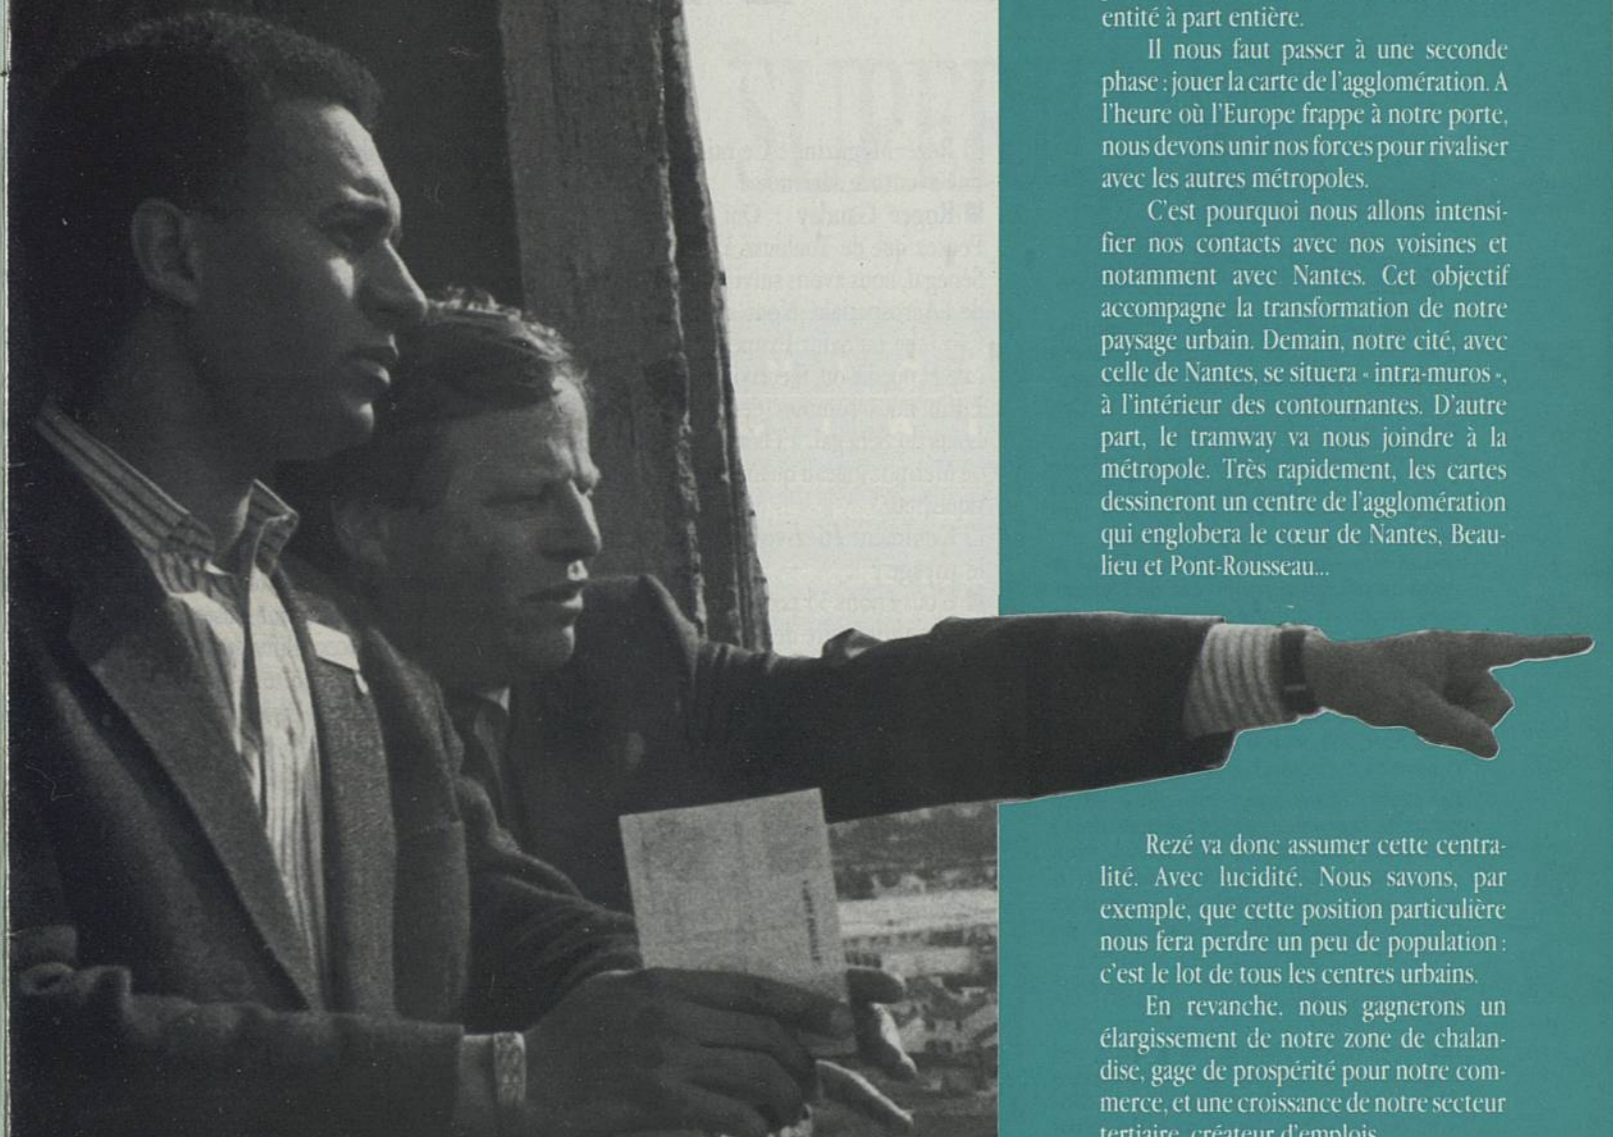 entité à part entière.
Il nous faut passer à une seconde
phase : jouer la carte de l'agglomération. A
l'heure où l'Europe frappe à notre porte,
nous devons unir nos forces pour rivaliser
avec les autres métropoles.
C'est pourquoi nous allons intensi-
fier nos contacts avec nos voisines et
notamment avec Nantes. Cet objectif
accompagne la transformation de notre
paysage urbain. Demain, notre cité, avec
celle de Nantes, se situera « intra-muros »,
à l'intérieur des contournantes. D'autre
part, le tramway va nous joindre à la
métropole. Très rapidement, les cartes
dessineront un centre de l'agglomération
qui englobera le cœur de Nantes, Beau-
lieu et Pont-Rousseau...
Rezé va donc assumer cette centra-
lité. Avec lucidité. Nous savons, par
exemple, que cette position particulière
nous fera perdre un peu de population :
c'est le lot de tous les centres urbains.
En revanche, nous gagnerons un
élargissement de notre zone de chalan-
dise, gage de prospérité pour notre com-
merce, et une croissance de notre secteur
tertiaire, créateur d'emplois.